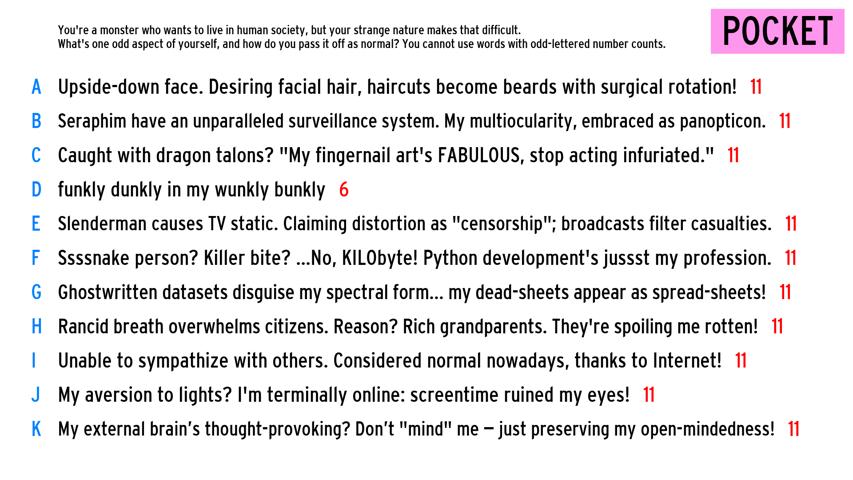 You're a monster who wants to live in human society, but your strange nature makes that difficult.
What's one odd aspect of yourself, and how do you pass it off as normal? You cannot use words with odd-lettered number counts.
POCKET
A Upside-down face. Desiring facial hair, haircuts become beards with surgical rotation! 11
B Seraphim have an unparalleled surveillance system. My multiocularity, embraced as panopticon. 11
C Caught with dragon talons? "My fingernail art's FABULOUS, stop acting infuriated." 11
D funkly dunkly in my wunkly bunkly 6
E Slenderman causes TV static. Claiming distortion as "censorship"; broadcasts filter casualties. 11
F Ssssnake person? Killer bite? ...No, KILObyte! Python development's jussst my profession. 11
G Ghostwritten datasets disguise my spectral form... my dead-sheets appear as spread-sheets! 11
H Rancid breath overwhelms citizens. Reason? Rich grandparents. They're spoiling me rotten! 11
I Unable to sympathize with others. Considered normal nowadays, thanks to Internet! 11
J My aversion to lights? I'm terminally online: screentime ruined my eyes! 11
K My external brain’s thought-provoking? Don’t "mind" me – just preserving my open-mindedness! 11